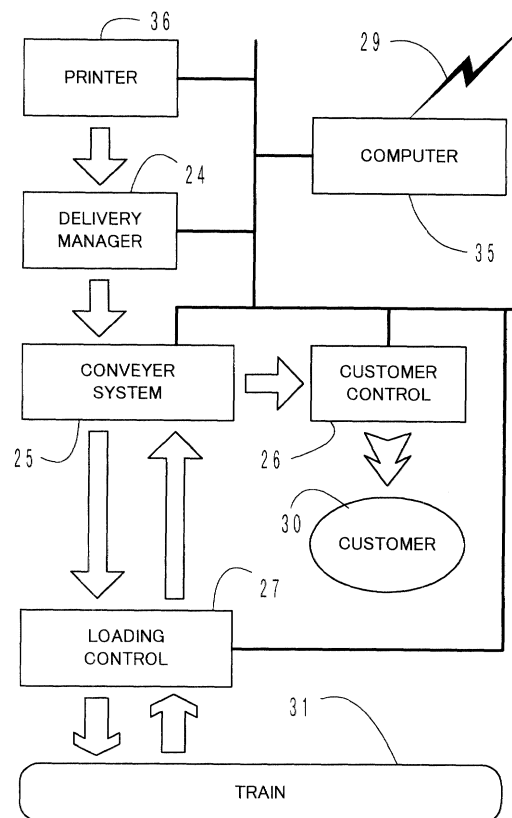 36
29
PRINTER
COMPUTER
24
DELIVERY
MANAGER
35
CONVEYER
SYSTEM
CUSTOMER
CONTROL
25
26
30
CUSTOMER
27
LOADING
CONTROL
31
TRAIN